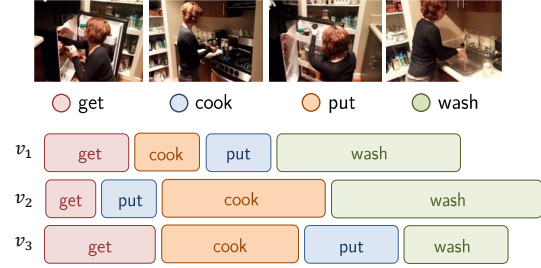 get cook put wash
v₁ get cook put wash
v₂ get put cook wash
v₃ get cook put wash